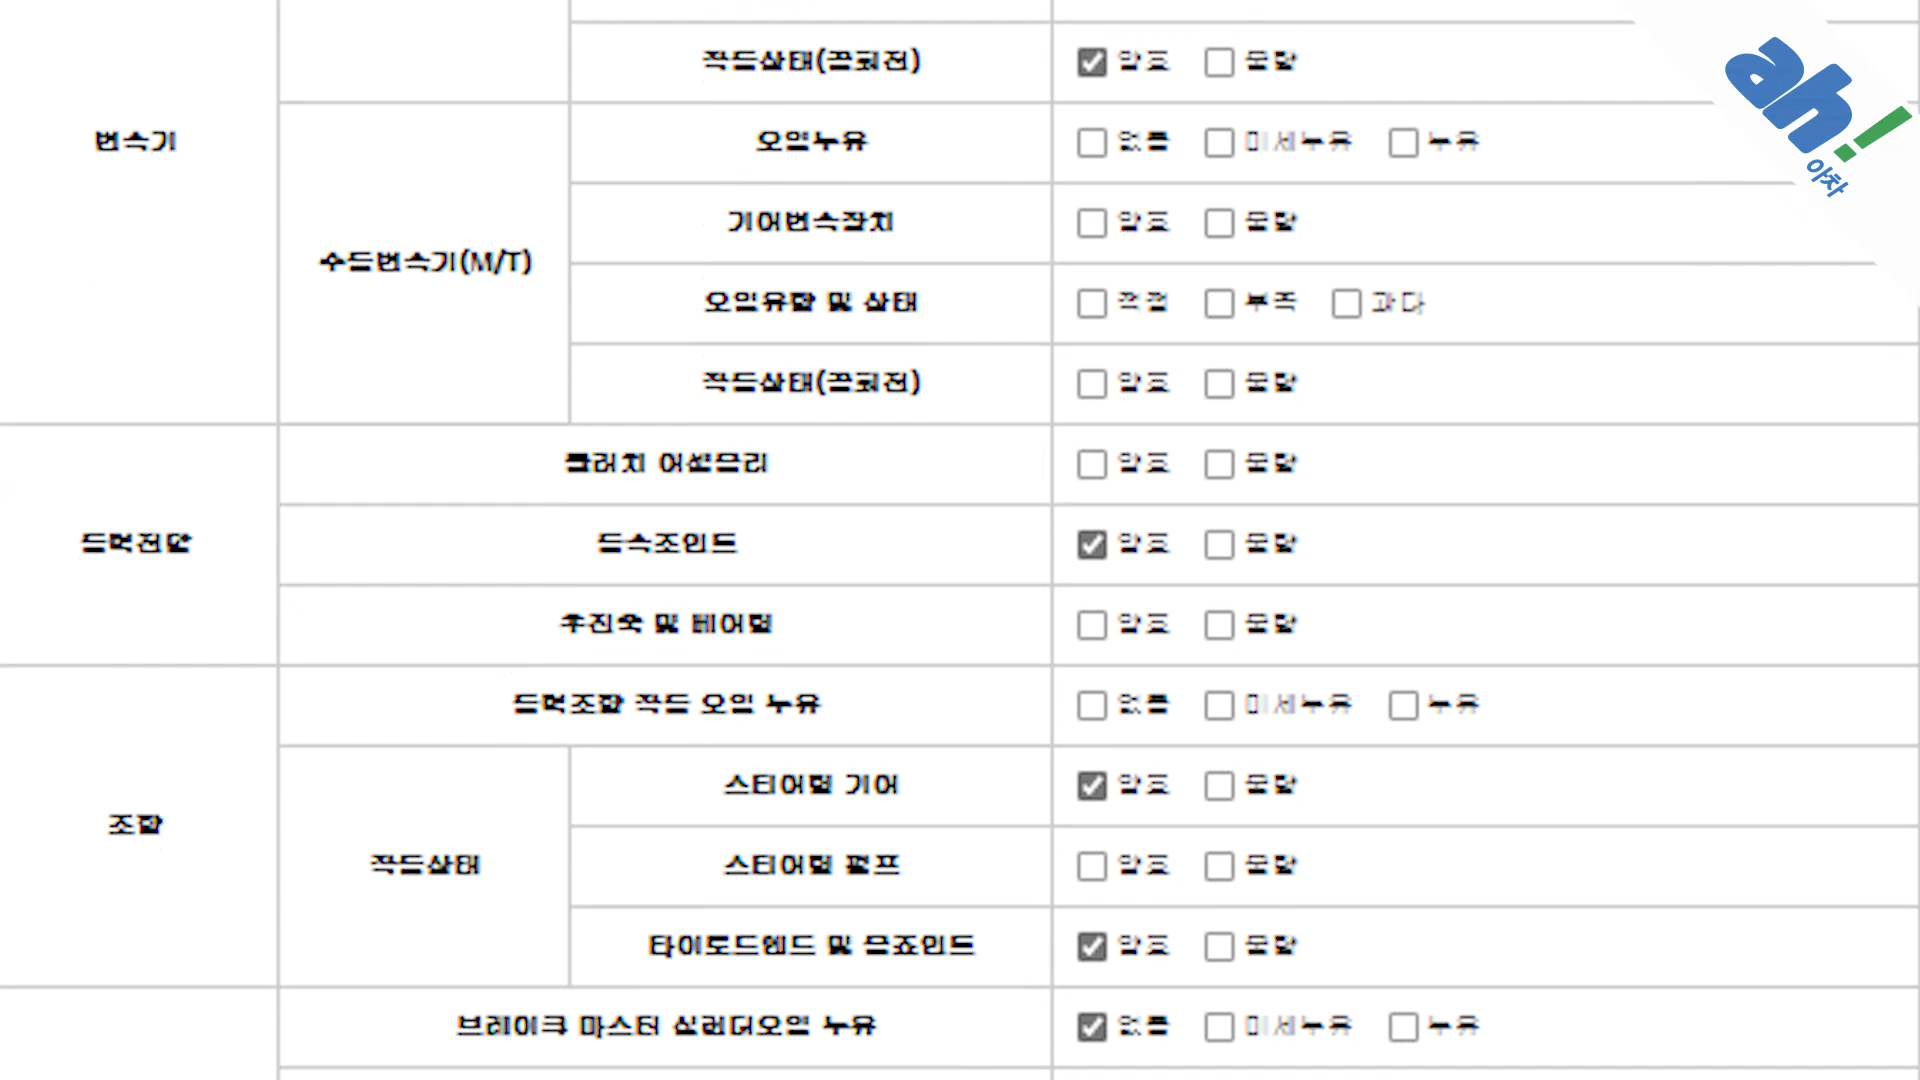 작동상태(공회전) 양호 불량
변속기
수동변속기(M/T)
오일누유 없음 미세누유 누유
기어변속장치 양호 불량
오일유량 및 상태 적정 부족 과다
작동상태(공회전) 양호 불량
동력전달
클러치 어셈블리 양호 불량
등속조인트 양호 불량
추진축 및 베어링 양호 불량
조향
동력조향 작동 오일 누유 없음 미세누유 누유
작동상태
스티어링 기어 양호 불량
스티어링 펌프 양호 불량
타이로드엔드 및 볼죠인트 양호 불량
브레이크 마스터 실린더오일 누유 없음 미세누유 누유
ah!
아차